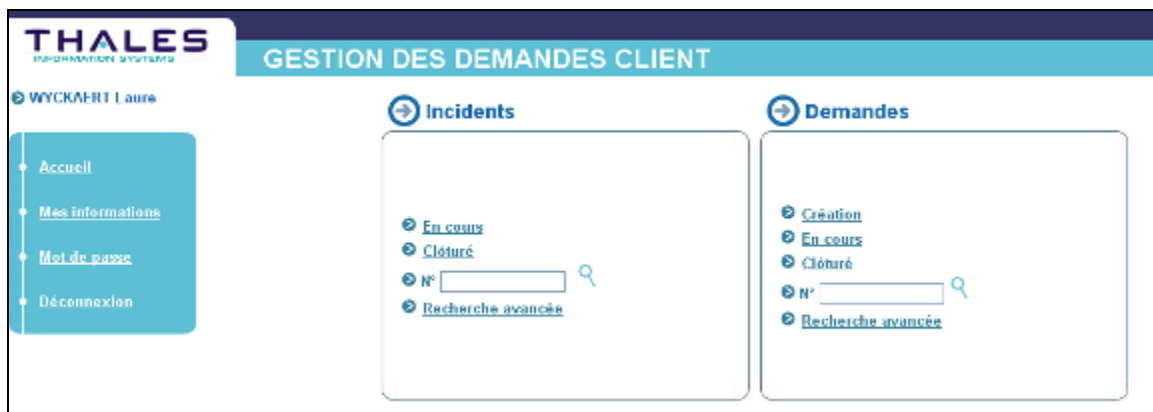 THALES
INFORMATION SYSTEMS
GESTION DES DEMANDES CLIENT
WYCKAERT Laure
Accueil
Mes informations
Mot de passe
Déconnexion
Incidents
En cours
Clôturé
N°
Recherche avancée
Demandes
Création
En cours
Clôturé
N°
Recherche avancée